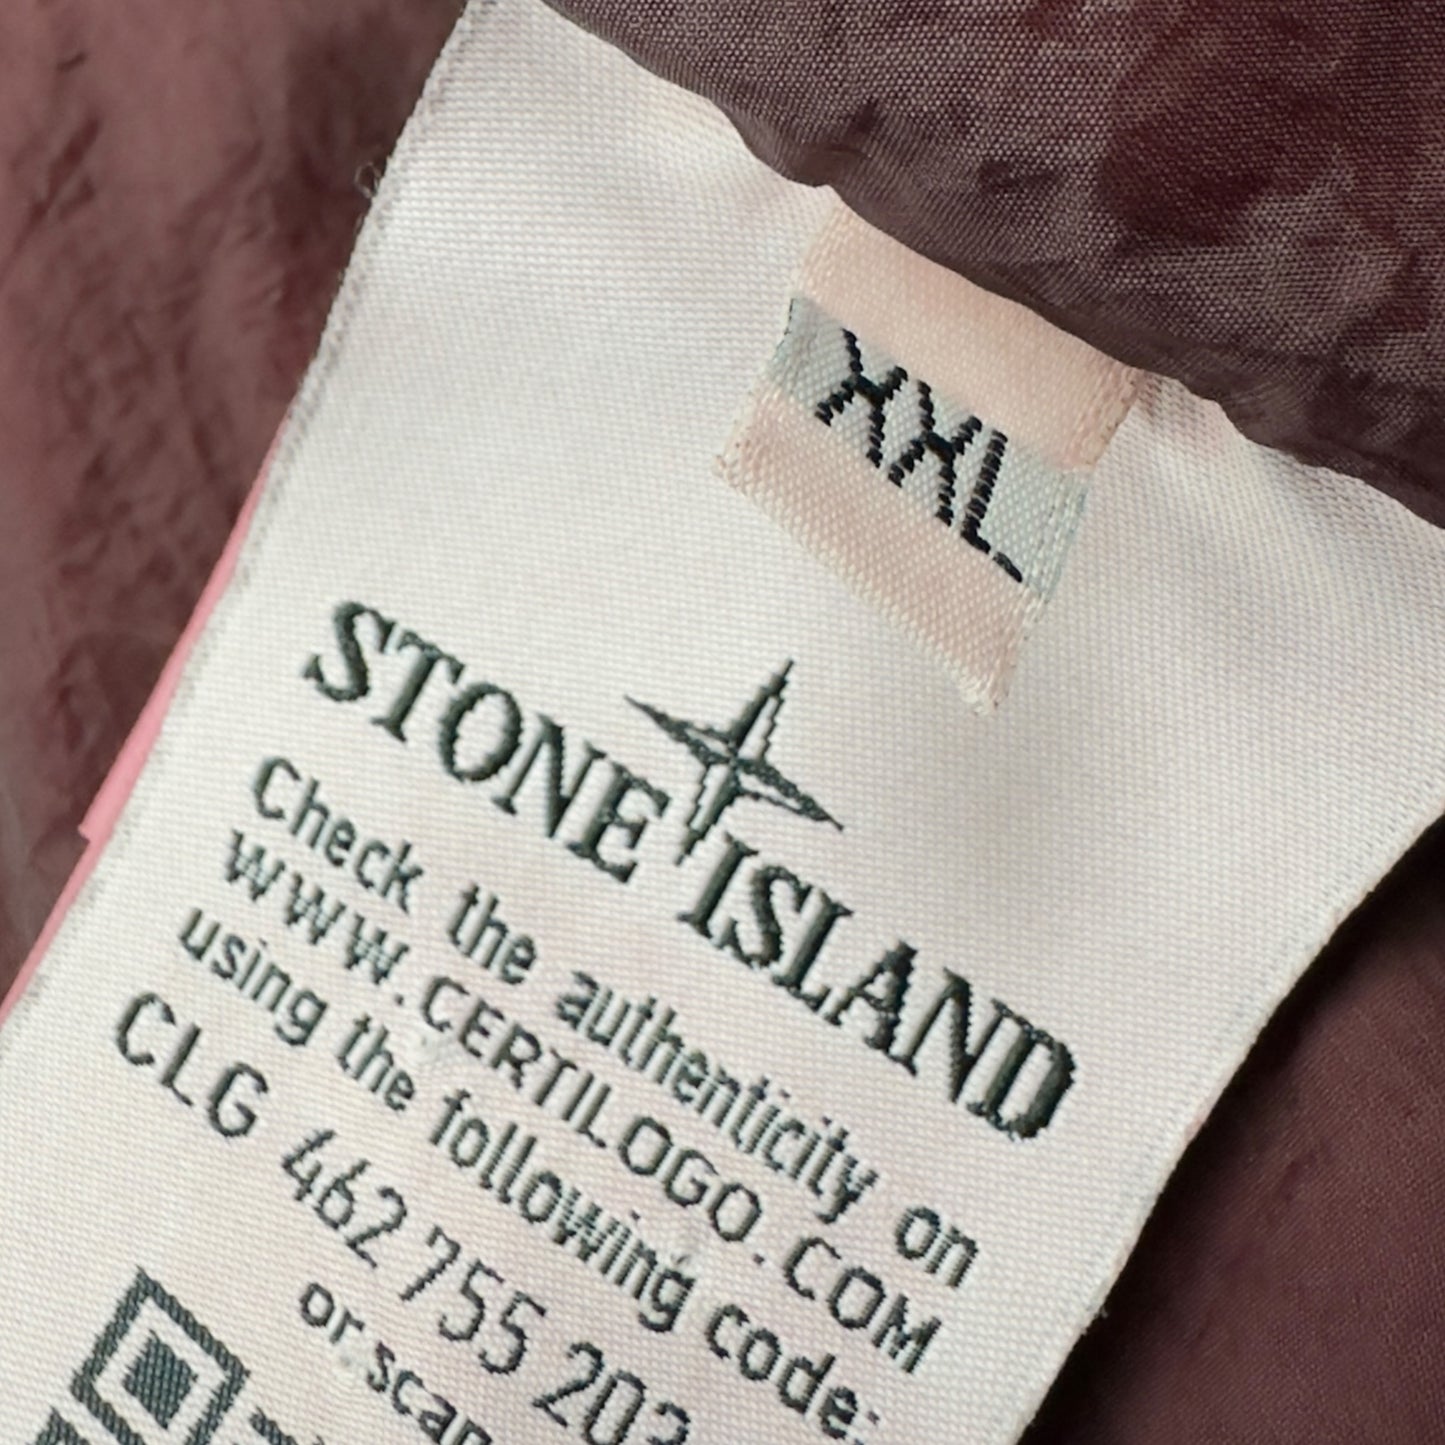 XXL
STONE ISLAND
Check the authenticity on
WWW.CERTILOGO.COM
using the following code:
CLG 462 755 202
or scan